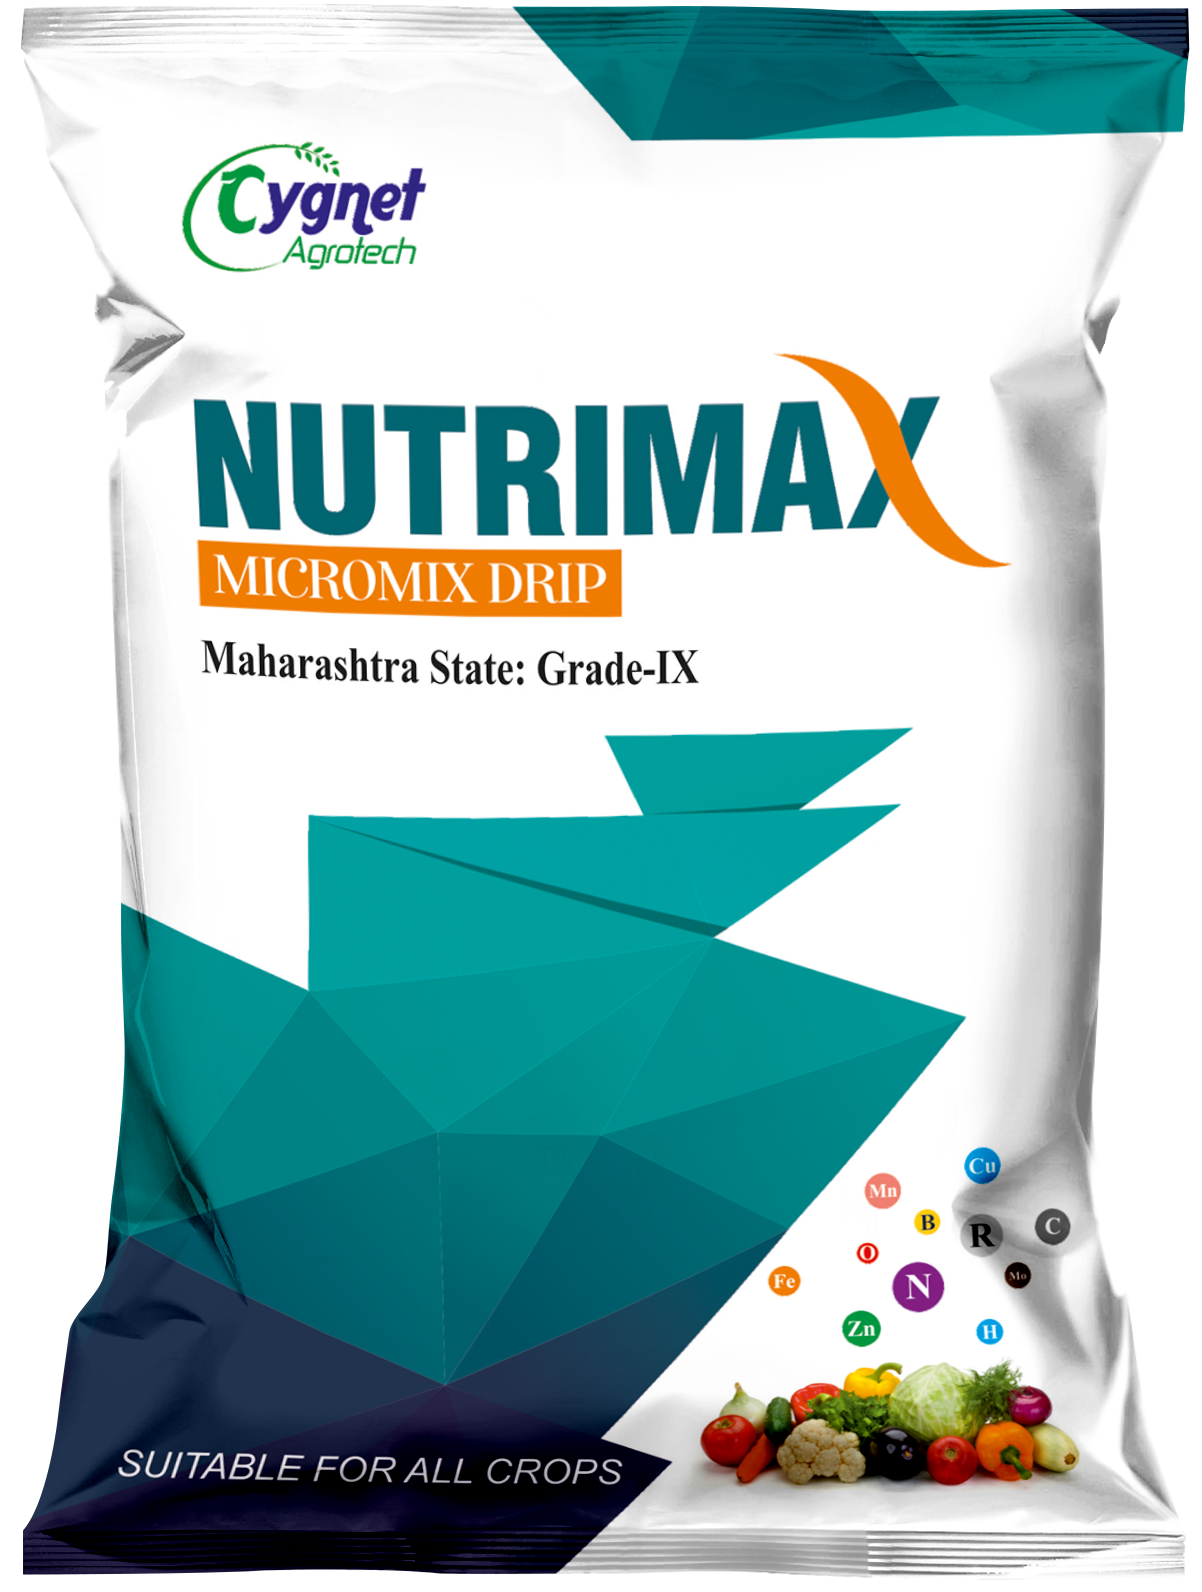 Cygnet
Agrotech
NUTRIMAX
MICROMIX DRIP
Maharashtra State: Grade-IX
Cu
Mn
B
R
C
O
Fe
N
Mo
Zn
H
SUITABLE FOR ALL CROPS